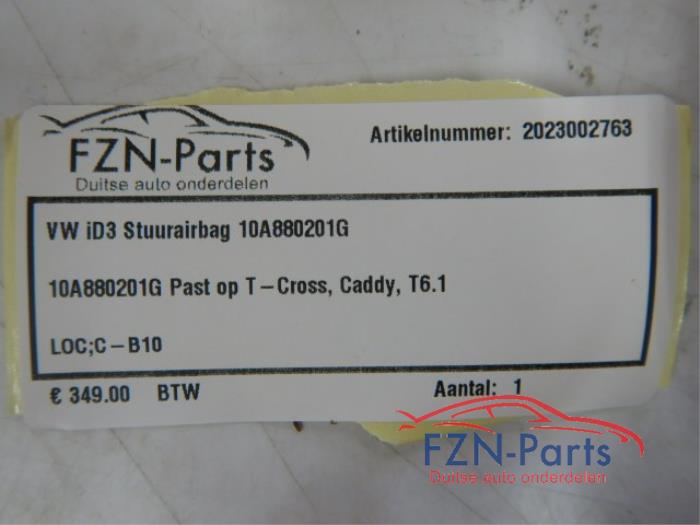 FZN-Parts
Duitse auto onderdelen
Artikelnummer: 2023002763
VW iD3 Stuurairbag 10A880201G
10A880201G Past op T-Cross, Caddy, T6.1
LOC;C-B10
€ 349.00 BTW Aantal: 1
FZN-Parts
Duitse auto onderdelen